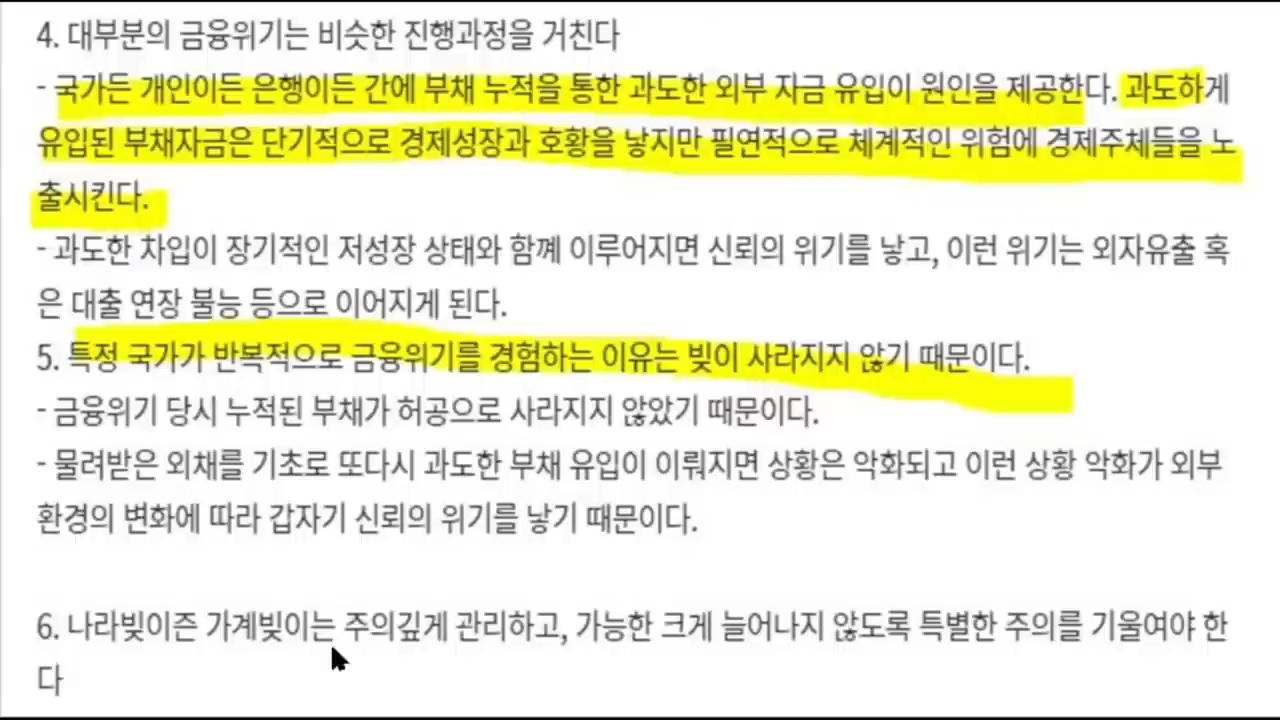 4. 대부분의 금융위기는 비슷한 진행과정을 거친다
- 국가든 개인이든 은행이든 간에 부채 누적을 통한 과도한 외부 자금 유입이 원인을 제공한다. 과도하게
유입된 부채자금은 단기적으로 경제성장과 호황을 낳지만 필연적으로 체계적인 위험에 경제주체들을 노
출시킨다.
- 과도한 차입이 장기적인 저성장 상태와 함께 이루어지면 신뢰의 위기를 낳고, 이런 위기는 외자유출 혹
은 대출 연장 불능 등으로 이어지게 된다.
5. 특정 국가가 반복적으로 금융위기를 경험하는 이유는 빚이 사라지지 않기 때문이다.
- 금융위기 당시 누적된 부채가 허공으로 사라지지 않았기 때문이다.
- 물려받은 외채를 기초로 또다시 과도한 부채 유입이 이뤄지면 상황은 악화되고 이런 상황 악화가 외부
환경의 변화에 따라 갑자기 신뢰의 위기를 낳기 때문이다.
6. 나라빚이즌 가계빚이는 주의깊게 관리하고, 가능한 크게 늘어나지 않도록 특별한 주의를 기울여야 한
다